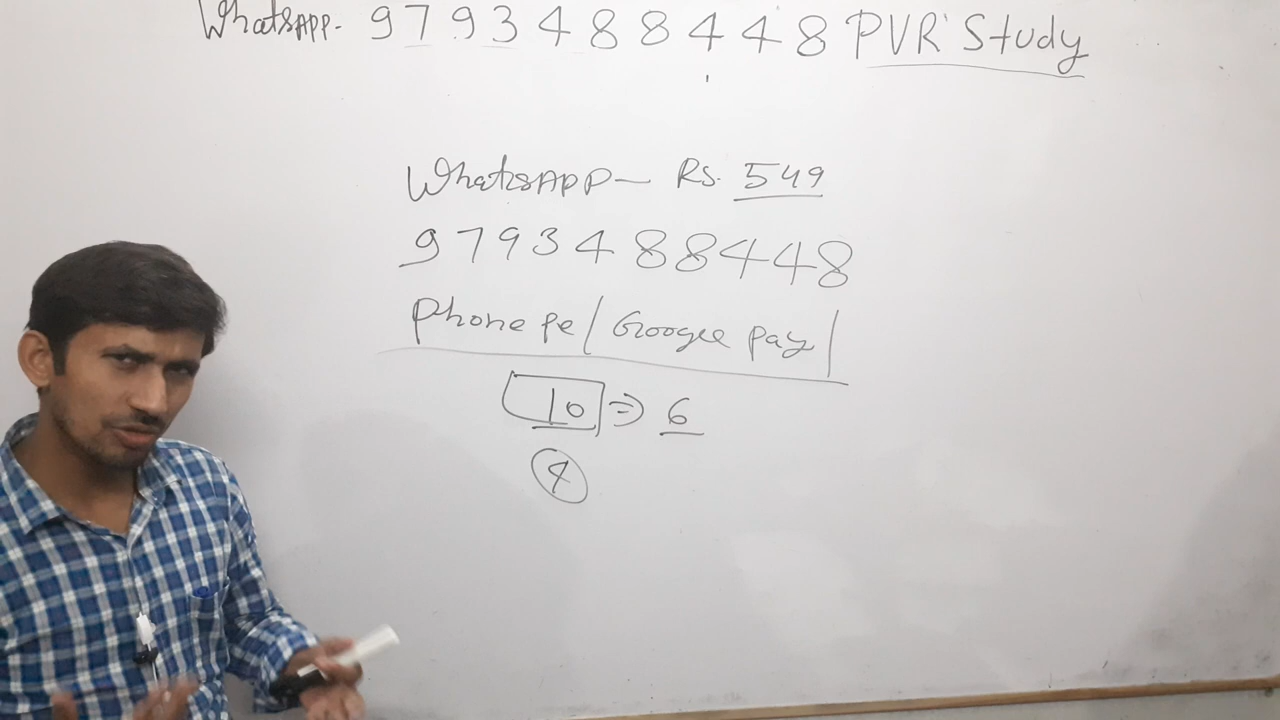 WhatsAPP- 9793488448 PVR Study
WhatsAPP- Rs. 549
9793488448
Phone pe/Google pay/
10 ⇒ 6
4